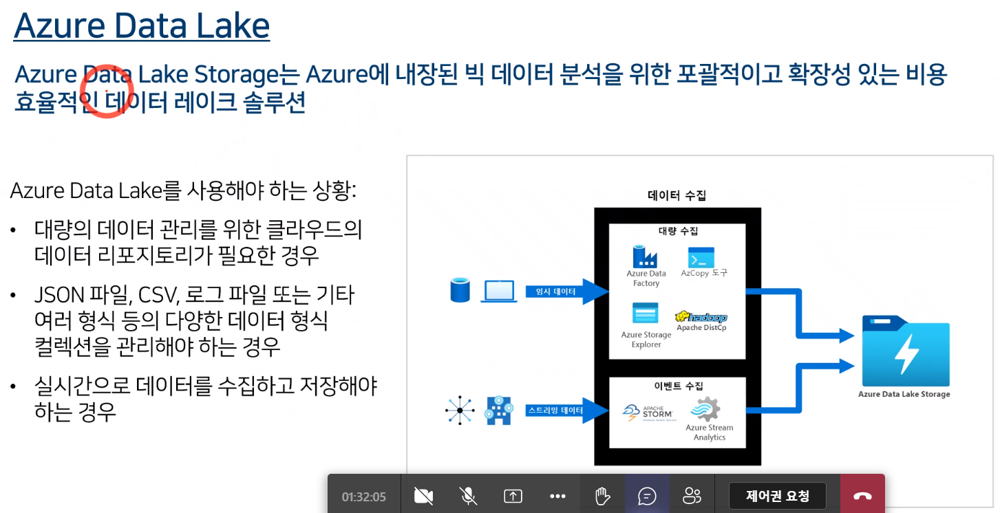 Azure Data Lake
Azure Data Lake Storage는 Azure에 내장된 빅 데이터 분석을 위한 포괄적이고 확장성 있는 비용
효율적인 데이터 레이크 솔루션
Azure Data Lake를 사용해야 하는 상황:
• 대량의 데이터 관리를 위한 클라우드의
데이터 리포지토리가 필요한 경우
• JSON 파일, CSV, 로그 파일 또는 기타
여러 형식 등의 다양한 데이터 형식
컬렉션을 관리해야 하는 경우
• 실시간으로 데이터를 수집하고 저장해야
하는 경우
데이터 수집
대량 수집
Azure Data
Factory
AzCopy 도구
Azure Storage
Explorer
hadoop
Apache DistCp
임시 데이터
이벤트 수집
APACHE
STORM
Azure Stream
Analytics
스트리밍 데이터
Azure Data Lake Storage
01:32:05
제어권 요청